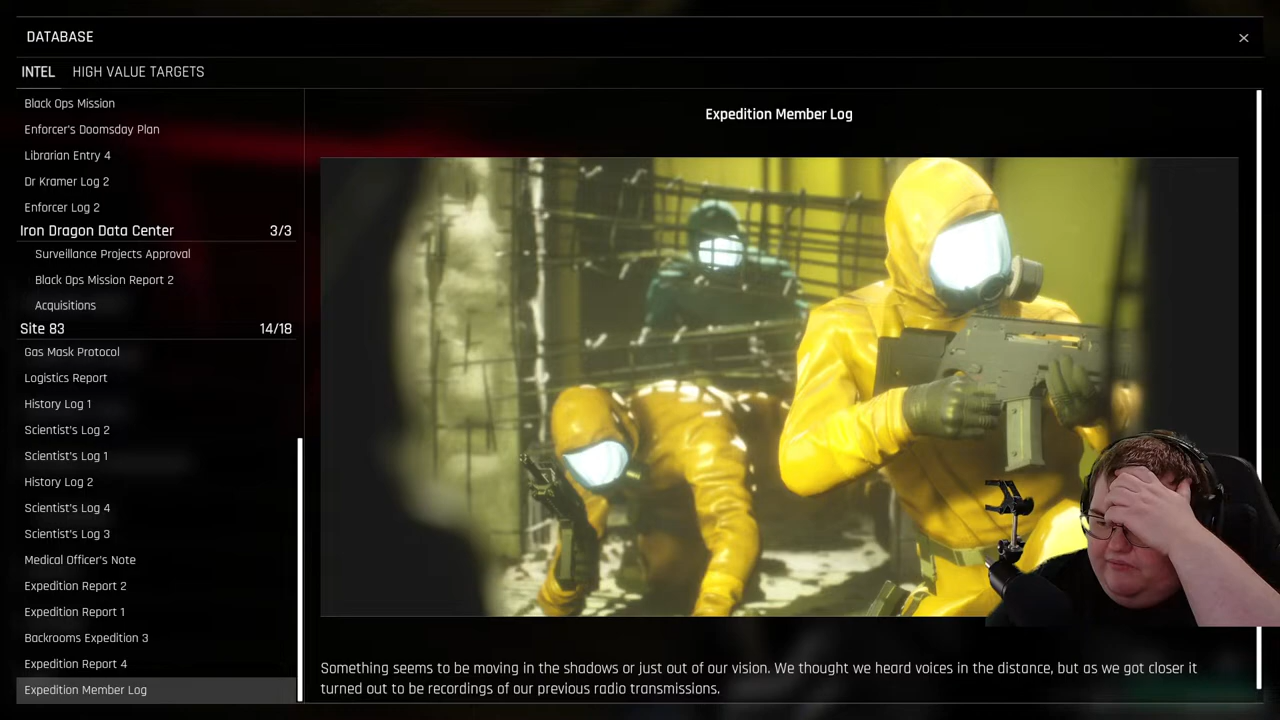 DATABASE
INTEL HIGH VALUE TARGETS
Black Ops Mission
Enforcer's Doomsday Plan
Librarian Entry 4
Dr Kramer Log 2
Enforcer Log 2
Iron Dragon Data Center 3/3
Surveillance Projects Approval
Black Ops Mission Report 2
Acquisitions
Site 83 14/18
Gas Mask Protocol
Logistics Report
History Log 1
Scientist's Log 2
Scientist's Log 1
History Log 2
Scientist's Log 4
Scientist's Log 3
Medical Officer's Note
Expedition Report 2
Expedition Report 1
Backrooms Expedition 3
Expedition Report 4
Expedition Member Log
Expedition Member Log
Something seems to be moving in the shadows or just out of our vision. We thought we heard voices in the distance, but as we got closer it
turned out to be recordings of our previous radio transmissions.